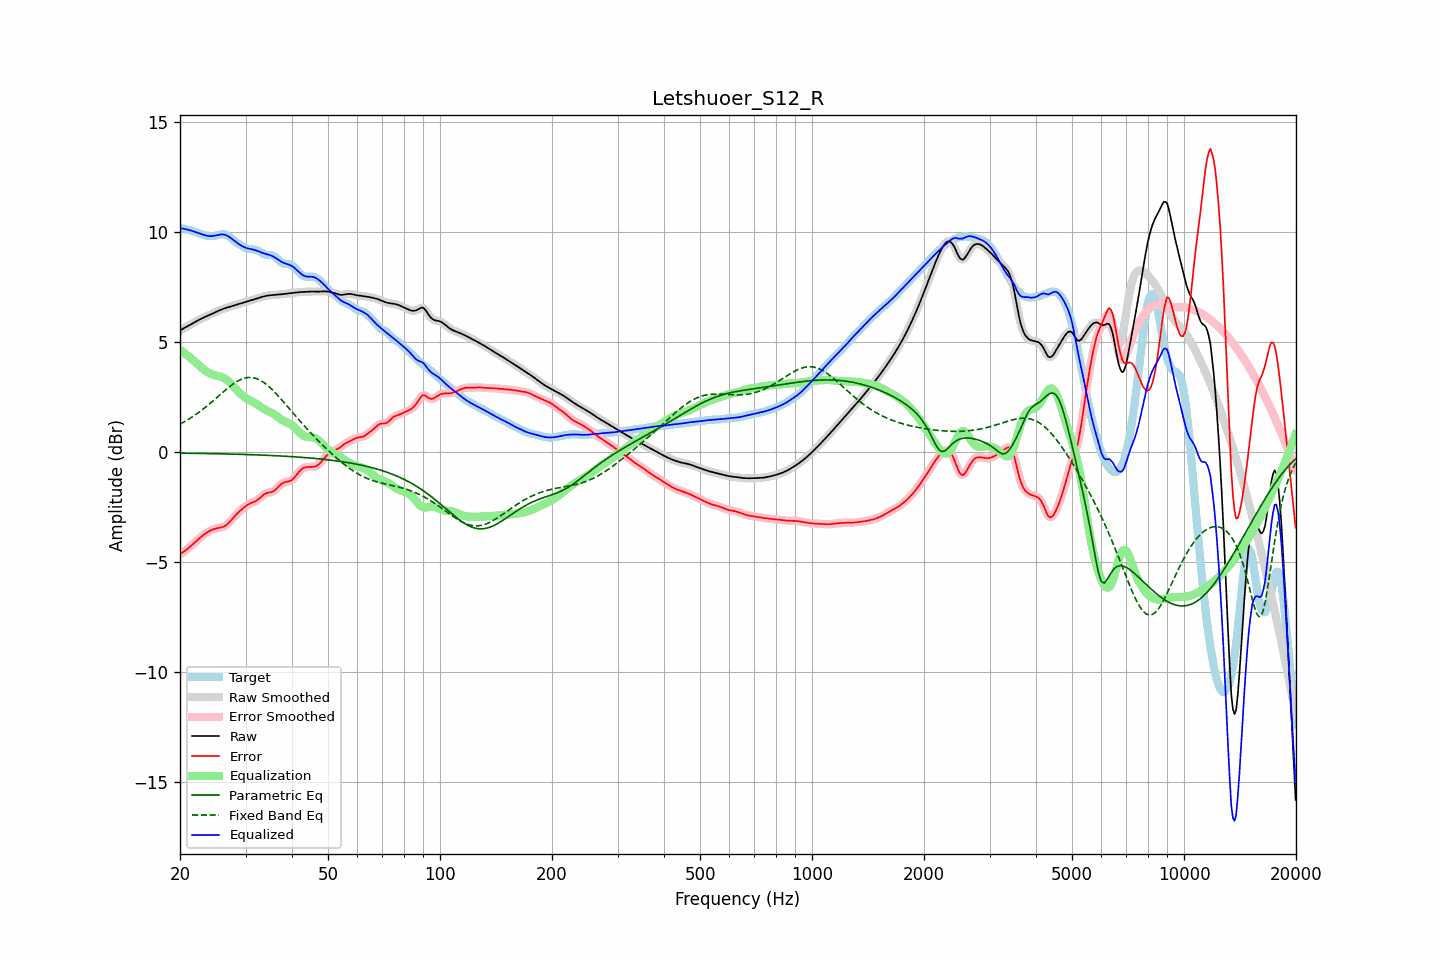 Letshuoer_S12_R
Amplitude (dBr)
15
10
5
0
−5
−10
−15
Target
Raw Smoothed
Error Smoothed
Raw
Error
Equalization
Parametric Eq
Fixed Band Eq
Equalized
20 50 100 200 500 1000 2000 5000 10000 20000
Frequency (Hz)